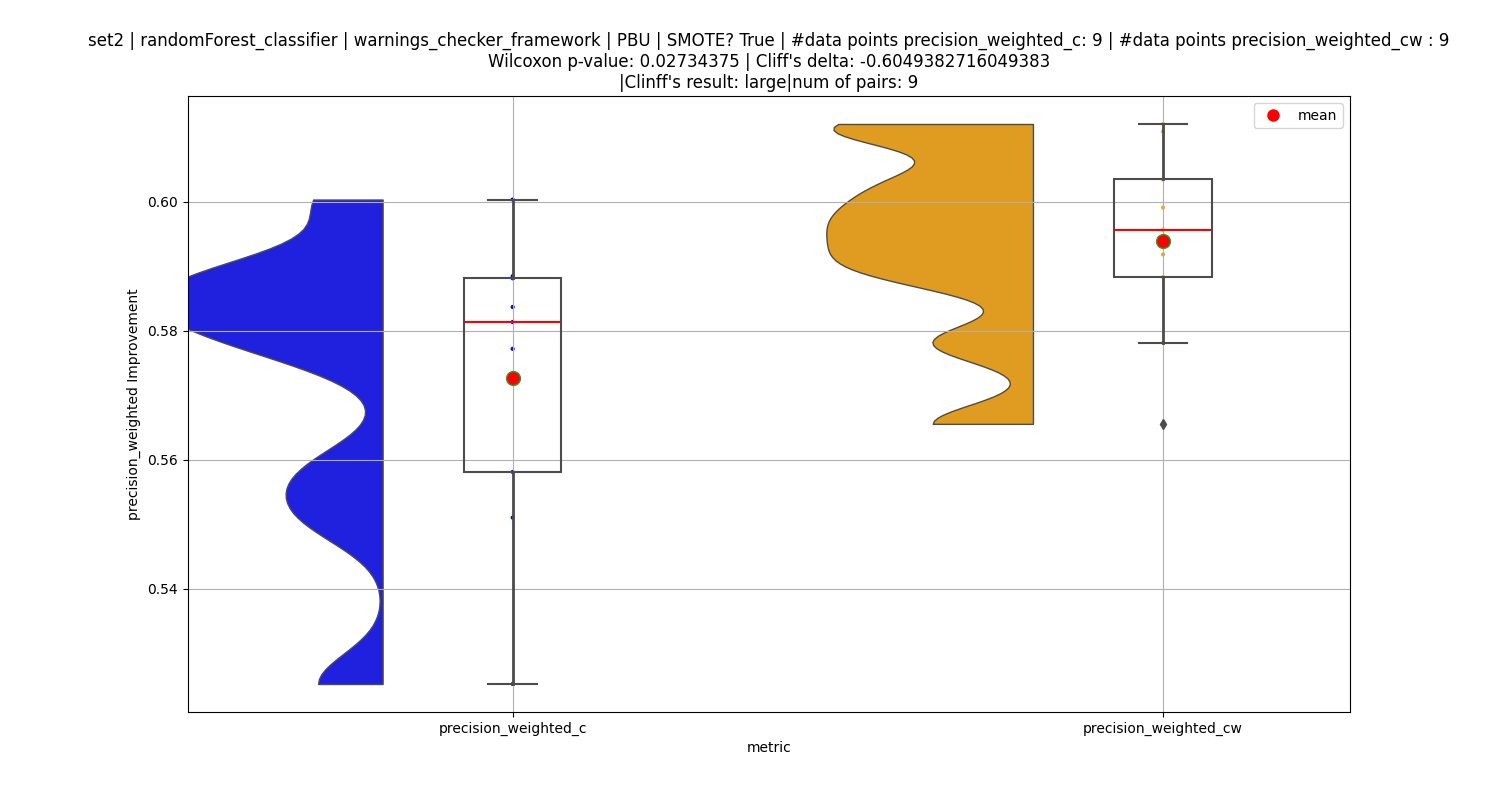 set2 | randomForest_classifier | warnings_checker_framework | PBU | SMOTE? True | #data points precision_weighted_c: 9 | #data points precision_weighted_cw : 9
Wilcoxon p-value: 0.02734375 | Cliff's delta: -0.6049382716049383
|Clinff's result: large|num of pairs: 9
mean
0.60
0.58
0.56
0.54
precision_weighted Improvement
precision_weighted_c
precision_weighted_cw
metric